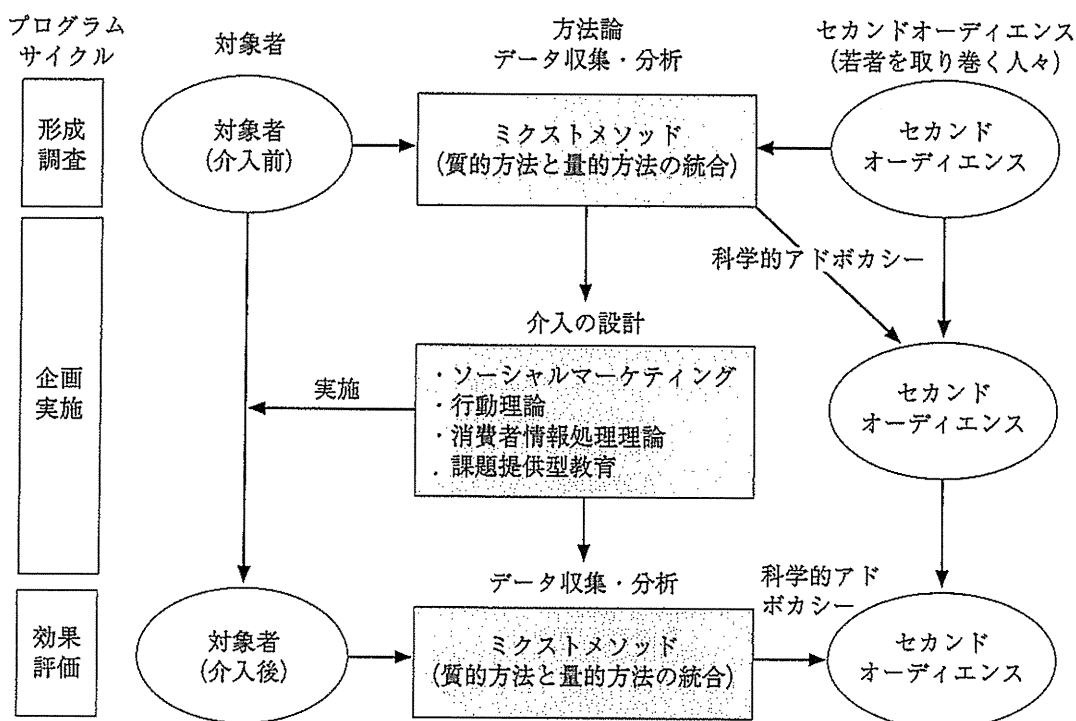 プログラム
サイクル
対象者
方法論
データ収集・分析
セカンドオーディエンス
(若者を取り巻く人々)
形成
調査
対象者
(介入前)
ミクストメソッド
(質的方法と量的方法の統合)
セカンド
オーディエンス
科学的アドボカシー
介入の設計
企画
実施
実施
・ソーシャルマーケティング
・行動理論
・消費者情報処理理論
．課題提供型教育
セカンド
オーディエンス
データ収集・分析
科学的アド
ボカシー
効果
評価
対象者
(介入後)
ミクストメソッド
(質的方法と量的方法の統合)
セカンド
オーディエンス